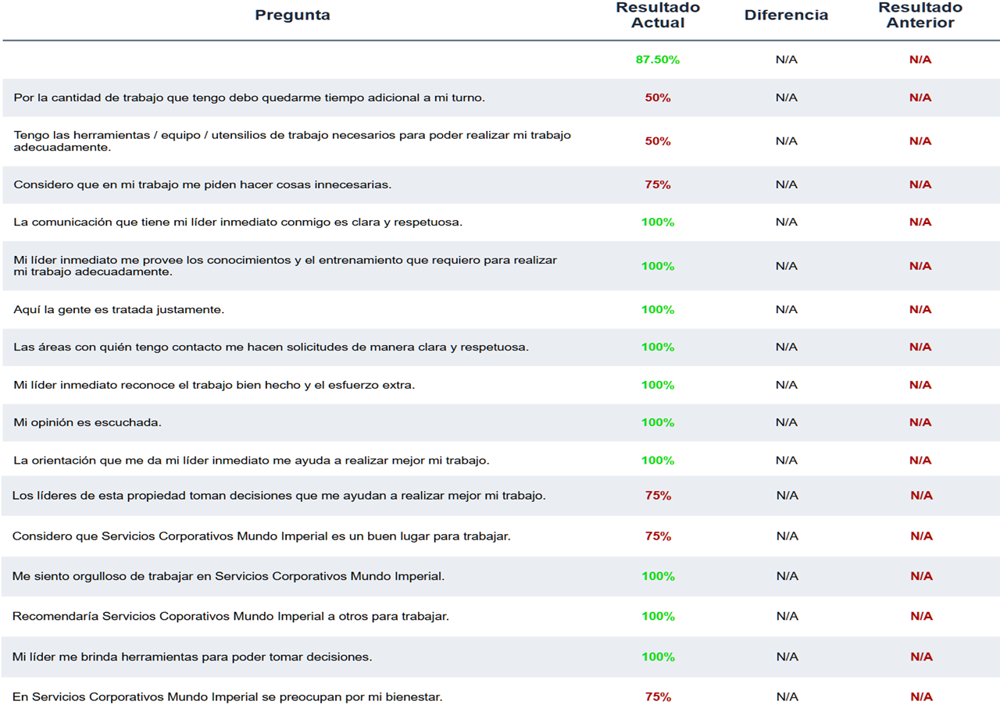 Pregunta Resultado Actual Diferencia Resultado Anterior
87.50% N/A N/A
Por la cantidad de trabajo que tengo debo quedarme tiempo adicional a mi turno. 50% N/A N/A
Tengo las herramientas / equipo / utensilios de trabajo necesarios para poder realizar mi trabajo
adecuadamente. 50% N/A N/A
Considero que en mi trabajo me piden hacer cosas innecesarias. 75% N/A N/A
La comunicación que tiene mi líder inmediato conmigo es clara y respetuosa. 100% N/A N/A
Mi líder inmediato me provee los conocimientos y el entrenamiento que requiero para realizar
mi trabajo adecuadamente. 100% N/A N/A
Aquí la gente es tratada justamente. 100% N/A N/A
Las áreas con quién tengo contacto me hacen solicitudes de manera clara y respetuosa. 100% N/A N/A
Mi líder inmediato reconoce el trabajo bien hecho y el esfuerzo extra. 100% N/A N/A
Mi opinión es escuchada. 100% N/A N/A
La orientación que me da mi líder inmediato me ayuda a realizar mejor mi trabajo. 100% N/A N/A
Los líderes de esta propiedad toman decisiones que me ayudan a realizar mejor mi trabajo. 75% N/A N/A
Considero que Servicios Corporativos Mundo Imperial es un buen lugar para trabajar. 75% N/A N/A
Me siento orgulloso de trabajar en Servicios Corporativos Mundo Imperial. 100% N/A N/A
Recomendaría Servicios Coporativos Mundo Imperial a otros para trabajar. 100% N/A N/A
Mi líder me brinda herramientas para poder tomar decisiones. 100% N/A N/A
En Servicios Corporativos Mundo Imperial se preocupan por mi bienestar. 75% N/A N/A